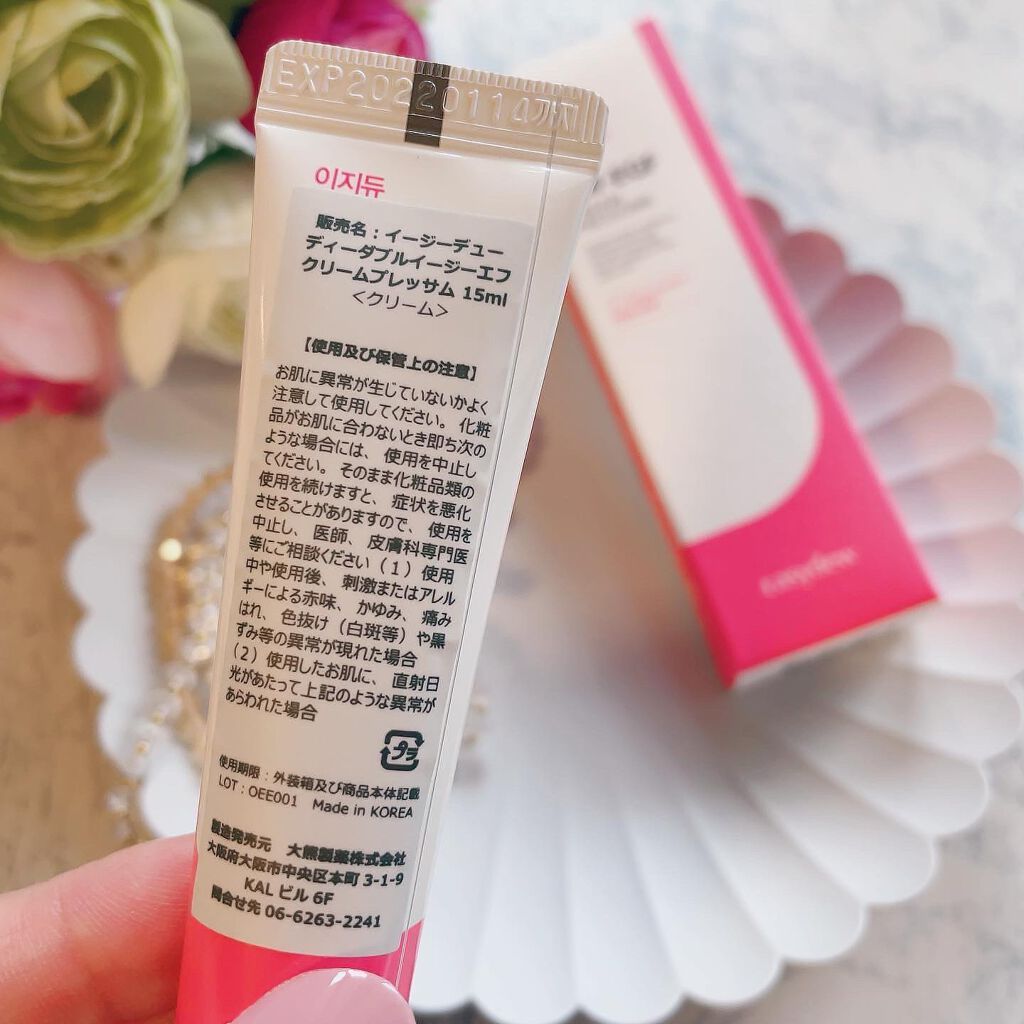 EXP20220114까지
이지듀
販売名：イージーデュー
ディーダブルイージーエフ
クリームプレッサム 15ml
＜クリーム＞
【使用及び保管上の注意】
お肌に異常が生じていないかよく
注意して使用してください。 化粧
品がお肌に合わないとき即ち次の
ような場合には、 使用を中止し
てください。 そのまま化粧品類の
使用を続けますと、 症状を悪化
させることがありますので、 使用を
中止し、 医師、 皮膚科専門医
等にご相談ください（1）使用
中や使用後、 刺激またはアレル
ギーによる赤味、 かゆみ、 痛み
はれ、 色抜け（白斑等）や黒
ずみ等の異常が現れた場合
（2）使用したお肌に、 直射日
光があたって上記のような異常が
あらわれた場合
プラ
使用期限：外装箱及び商品本体記載
LOT：OEE001 Made in KOREA
製造発売元 大熊製薬株式会社
大阪府大阪市中央区本町 3-1-9
KAL ビル 6F
問合せ先 06-6263-2241
easydew